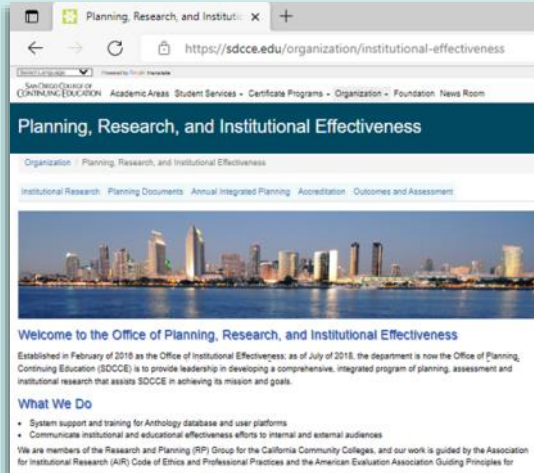 Planning, Research, and Institutio
https://sdcce.edu/organization/institutional-effectiveness
Select Language Powered by Google Translate
SAN DIEGO COLLEGE OF
CONTINUING EDUCATION Academic Areas Student Services Certificate Programs Organization Foundation News Room
Planning, Research, and Institutional Effectiveness
Organization / Planning, Research, and Institutional Effectiveness
Institutional Research Planning Documents Annual Integrated Planning Accreditation Outcomes and Assessment
Welcome to the Office of Planning, Research, and Institutional Effectiveness
Established in February of 2016 as the Office of Institutional Effectiveness; as of July of 2018, the department is now the Office of Planning,
Continuing Education (SDCCE) is to provide leadership in developing a comprehensive, integrated program of planning, assessment and
institutional research that assists SDCCE in achieving its mission and goals.
What We Do
• System support and training for Anthology database and user platforms
• Communicate institutional and educational effectiveness efforts to internal and external audiences
We are members of the Research and Planning (RP) Group for the California Community Colleges, and our work is guided by the Association
for Institutional Research (AIR) Code of Ethics and Professional Practices and the American Evaluation Association Guiding Principles for